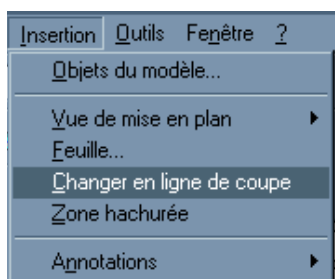 Insertion Outils Fenêtre ?
Objets du modèle...
Vue de mise en plan
Feuille...
Changer en ligne de coupe
Zone hachurée
Annotations